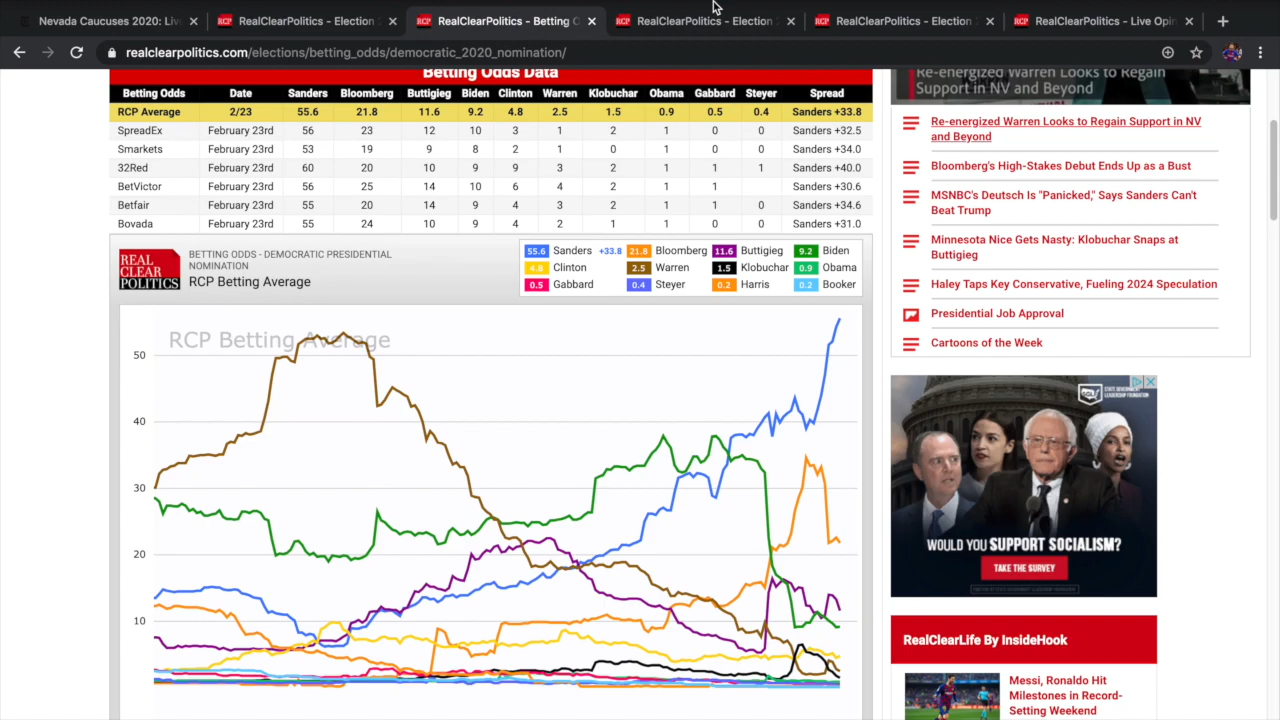 Nevada Caucuses 2020: Liv
RealClearPolitics - Election 2
RealClearPolitics - Betting O
RealClearPolitics - Election 2
RealClearPolitics - Election 2
RealClearPolitics - Live Opin
realclearpolitics.com/elections/betting_odds/democratic_2020_nomination/
Betting Odds Data
Betting Odds Date Sanders Bloomberg Buttigieg Biden Clinton Warren Klobuchar Obama Gabbard Steyer Spread
RCP Average 2/23 55.6 21.8 11.6 9.2 4.8 2.5 1.5 0.9 0.5 0.4 Sanders +33.8
SpreadEx February 23rd 56 23 12 10 3 1 2 1 0 0 Sanders +32.5
Smarkets February 23rd 53 19 9 8 2 1 0 1 0 0 Sanders +34.0
32Red February 23rd 60 20 10 9 9 3 2 1 1 1 Sanders +40.0
BetVictor February 23rd 56 25 14 10 6 4 2 1 1 Sanders +30.6
Betfair February 23rd 55 20 14 9 4 3 2 1 1 0 Sanders +34.6
Bovada February 23rd 55 24 10 9 4 2 1 1 0 0 Sanders +31.0
REAL
CLEAR
POLITICS
BETTING ODDS - DEMOCRATIC PRESIDENTIAL
NOMINATION
RCP Betting Average
55.6 Sanders +33.8 21.8 Bloomberg 11.6 Buttigieg 9.2 Biden
4.8 Clinton 2.5 Warren 1.5 Klobuchar 0.9 Obama
0.5 Gabbard 0.4 Steyer 0.2 Harris 0.2 Booker
RCP Betting Average
50
40
30
20
10
Re-energized Warren Looks to Regain
Support in NV and Beyond
Re-energized Warren Looks to Regain Support in NV
and Beyond
Bloomberg's High-Stakes Debut Ends Up as a Bust
MSNBC's Deutsch Is "Panicked," Says Sanders Can't
Beat Trump
Minnesota Nice Gets Nasty: Klobuchar Snaps at
Buttigieg
Haley Taps Key Conservative, Fueling 2024 Speculation
Presidential Job Approval
Cartoons of the Week
STATE GOVERNMENT
LEADERSHIP FOUNDATION
WOULD YOU SUPPORT SOCIALISM?
TAKE THE SURVEY
RealClearLife By InsideHook
Messi, Ronaldo Hit
Milestones in Record-
Setting Weekend